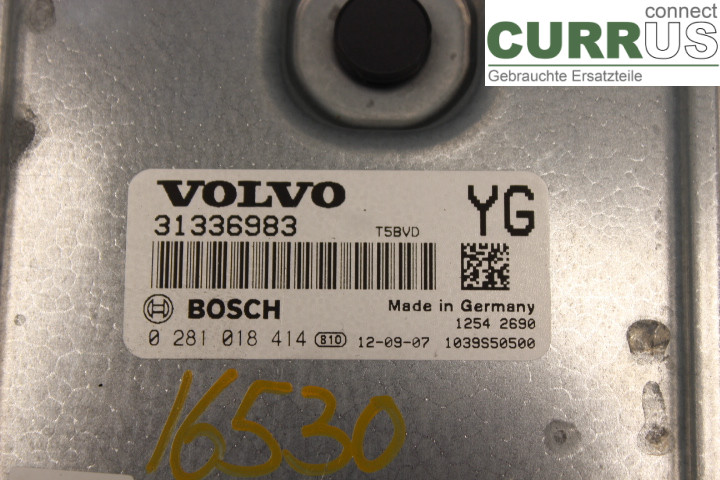 connect
CURRUS
Gebrauchte Ersatzteile
VOLVO
YG
31336983
T5BVD
BOSCH
Made in Germany
1254 2690
0 281 018 414 810 12-09-07 1039S50500
16530